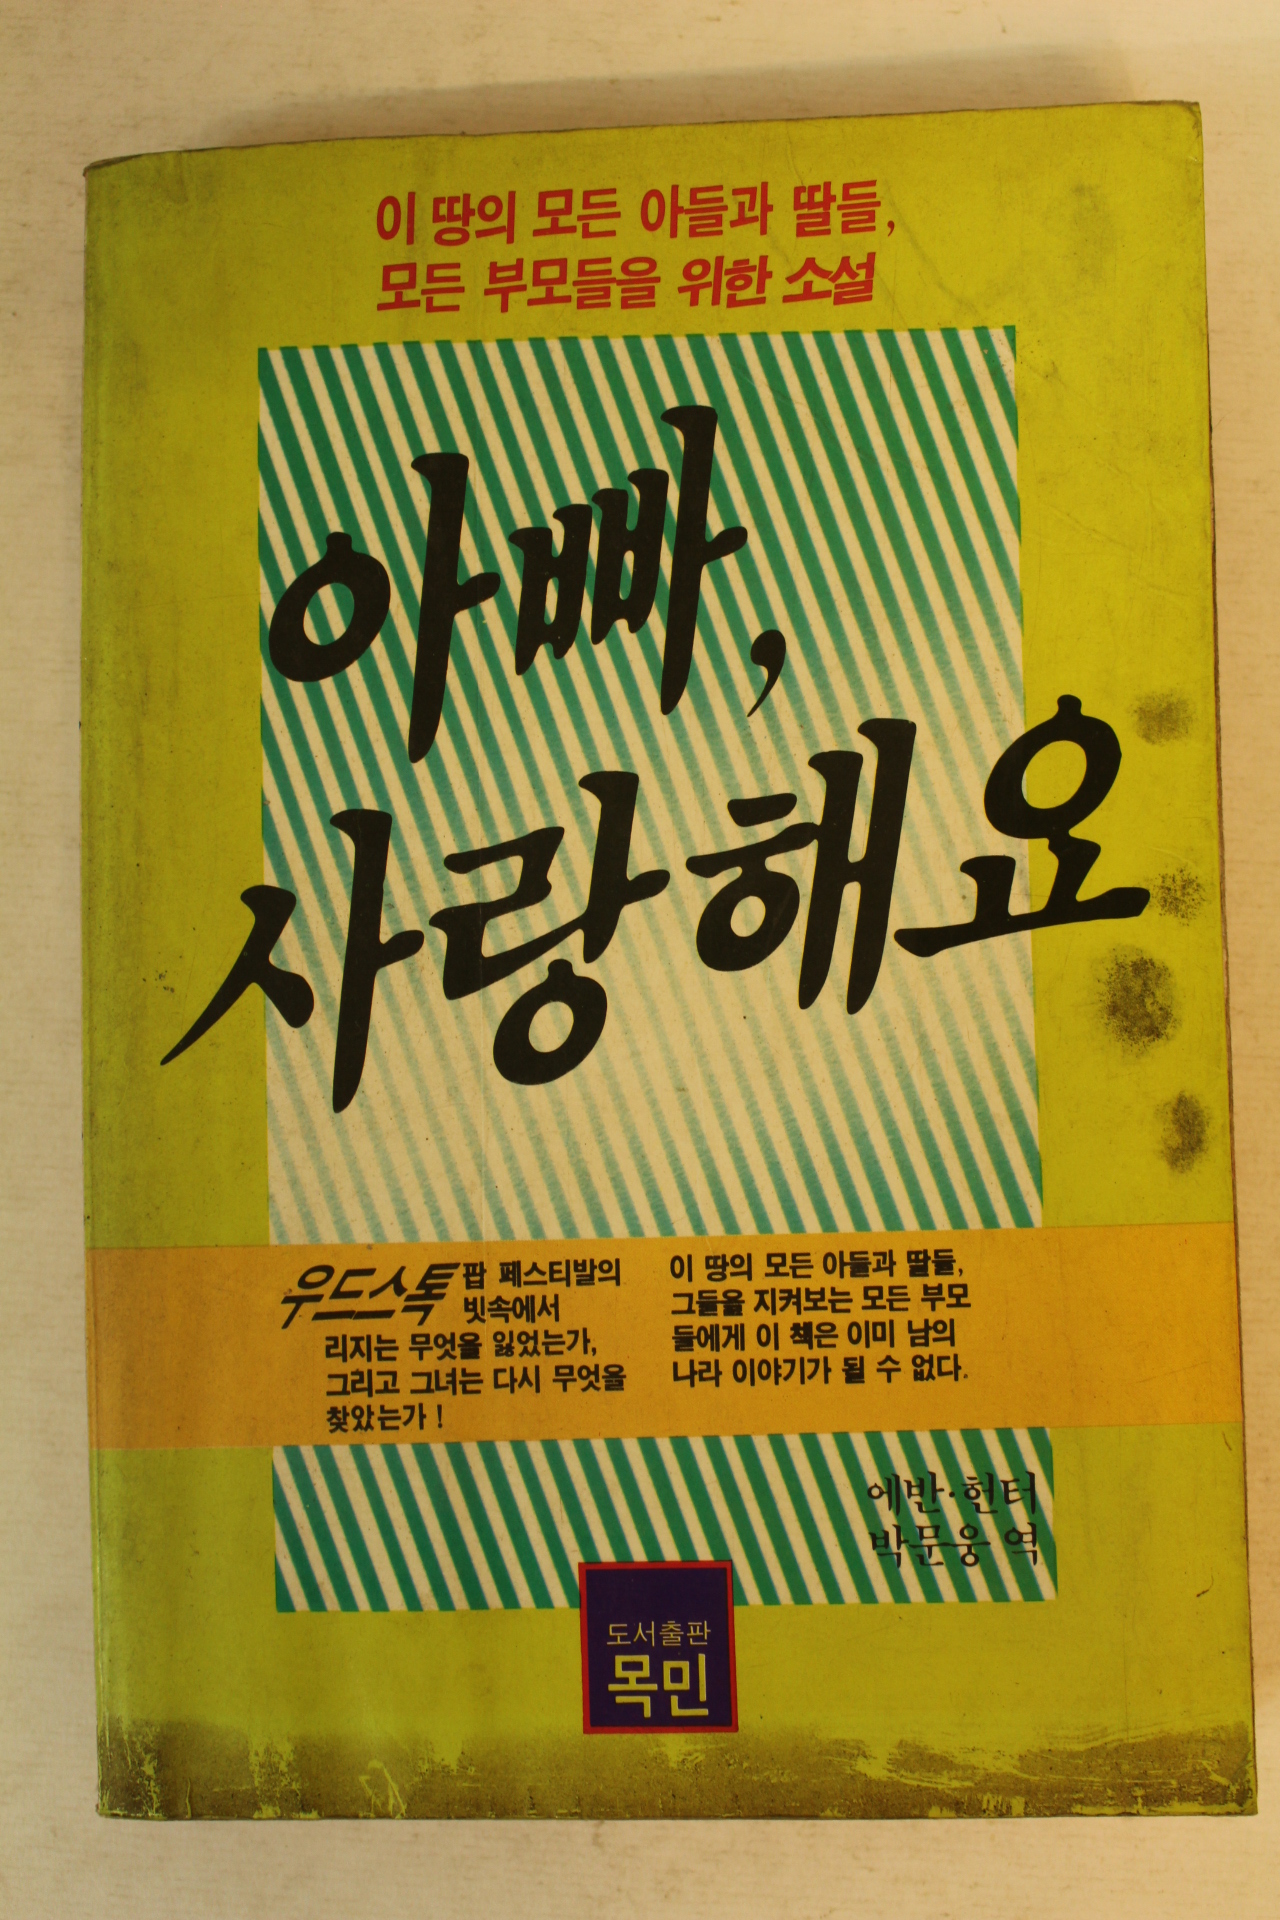 이 땅의 모든 아들과 딸들,
모든 부모들을 위한 소설
아빠,
사랑해요
우드스톡 팝 페스티발의
빗속에서
리지는 무엇을 잃었는가,
그리고 그녀는 다시 무엇을
찾았는가!
이 땅의 모든 아들과 딸들,
그들을 지켜보는 모든 부모
들에게 이 책은 이미 남의
나라 이야기가 될 수 없다.
에반·헌터
박문웅 역
도서출판
목민